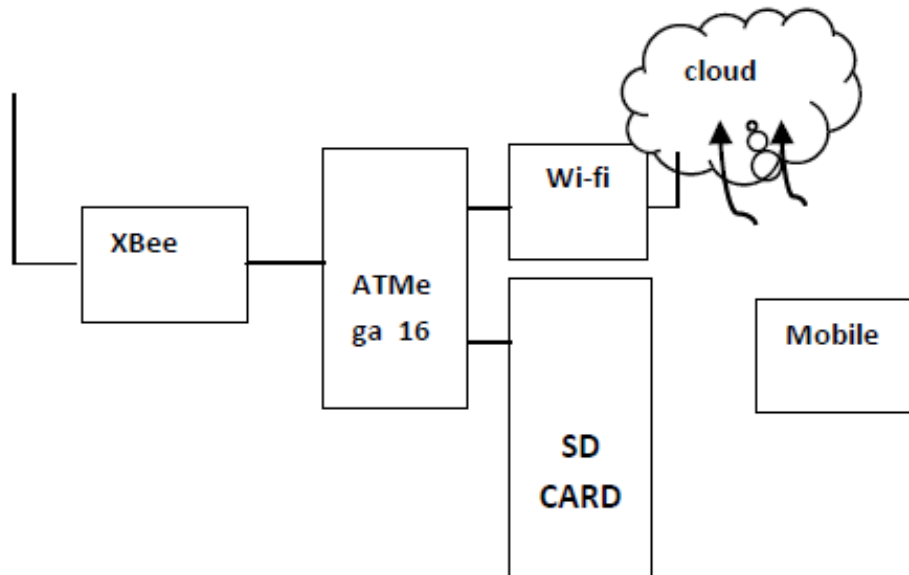 cloud
Wi-fi
XBee
ATMe
ga 16
Mobile
SD
CARD